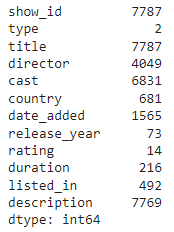 show_id 7787
type 2
title 7787
director 4049
cast 6831
country 681
date_added 1565
release_year 73
rating 14
duration 216
listed_in 492
description 7769
dtype: int64